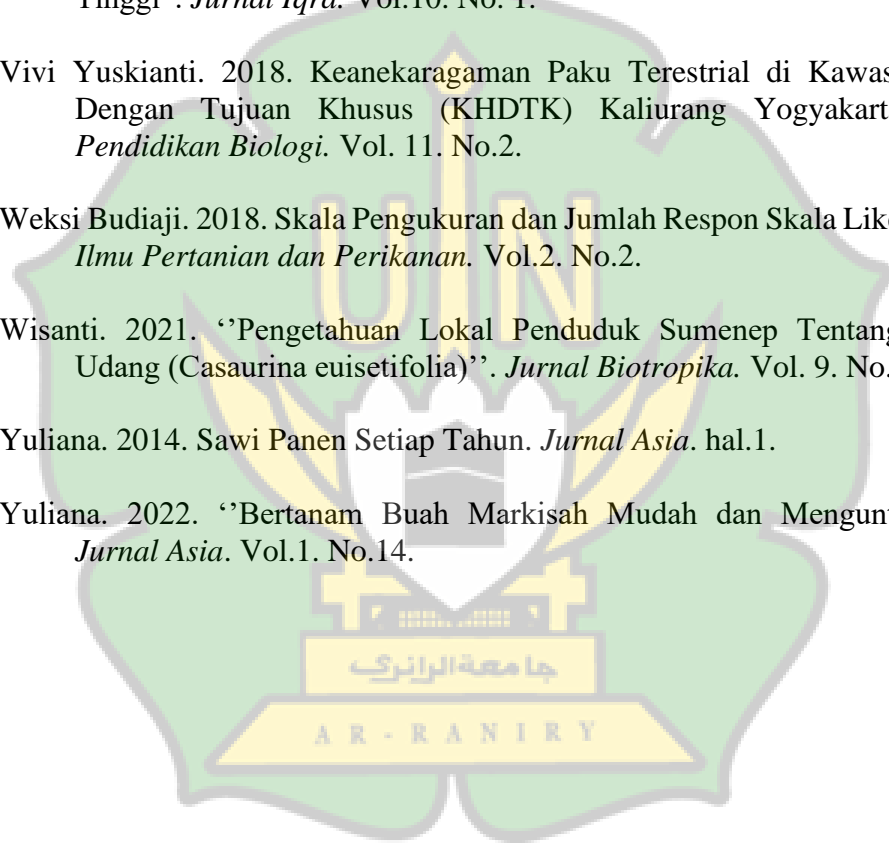 Tinggi". Jurnal Iqra. Vol.10. No. 1.
Vivi Yuskianti. 2018. Keanekaragaman Paku Terestrial di Kawas
Dengan Tujuan Khusus (KHDTK) Kaliurang Yogyakart
Pendidikan Biologi. Vol. 11. No.2.
Weksi Budiaji. 2018. Skala Pengukuran dan Jumlah Respon Skala Like
Ilmu Pertanian dan Perikanan. Vol.2. No.2.
Wisanti. 2021. ‘’Pengetahuan Lokal Penduduk Sumenep Tentang
Udang (Casaurina euisetifolia)’’. Jurnal Biotropika. Vol. 9. No.
Yuliana. 2014. Sawi Panen Setiap Tahun. Jurnal Asia. hal.1.
Yuliana. 2022. ‘’Bertanam Buah Markisah Mudah dan Mengunt
Jurnal Asia. Vol.1. No.14.
UIN
جامعة الرانري
AR-RANIRY